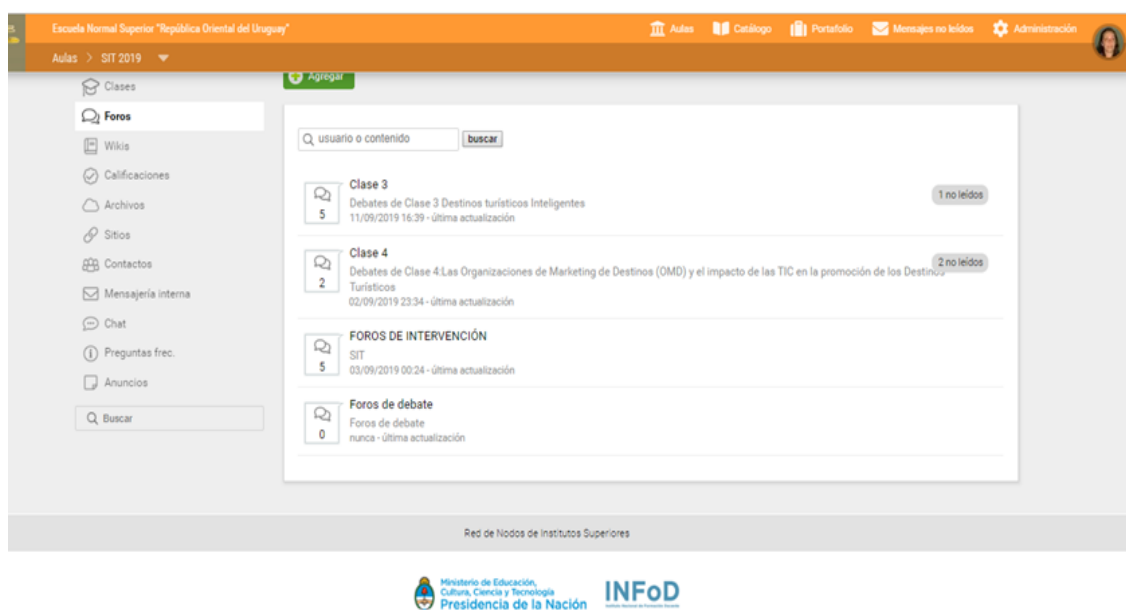 Escuela Normal Superior "República Oriental del Uruguay"
Aulas
Catálogo
Portafolio
Mensajes no leídos
Administración
Aulas > SIT 2019
Clases
Foros
Wikis
Calificaciones
Archivos
Sitios
Contactos
Mensajería interna
Chat
Preguntas frec.
Anuncios
Buscar
Agregar
usuario o contenido
buscar
Clase 3
1 no leídos
Debates de Clase 3 Destinos turísticos Inteligentes
5
11/09/2019 16:39 - última actualización
Clase 4
2 no leídos
Debates de Clase 4:Las Organizaciones de Marketing de Destinos (OMD) y el impacto de las TIC en la promoción de los Destinos
2
Turísticos
02/09/2019 23:34 - última actualización
FOROS DE INTERVENCIÓN
SIT
5
03/09/2019 00:24 - última actualización
Foros de debate
Foros de debate
0
nunca - última actualización
Red de Nodos de Institutos Superiores
Ministerio de Educación,
Cultura, Ciencia y Tecnología
Presidencia de la Nación
INFoD